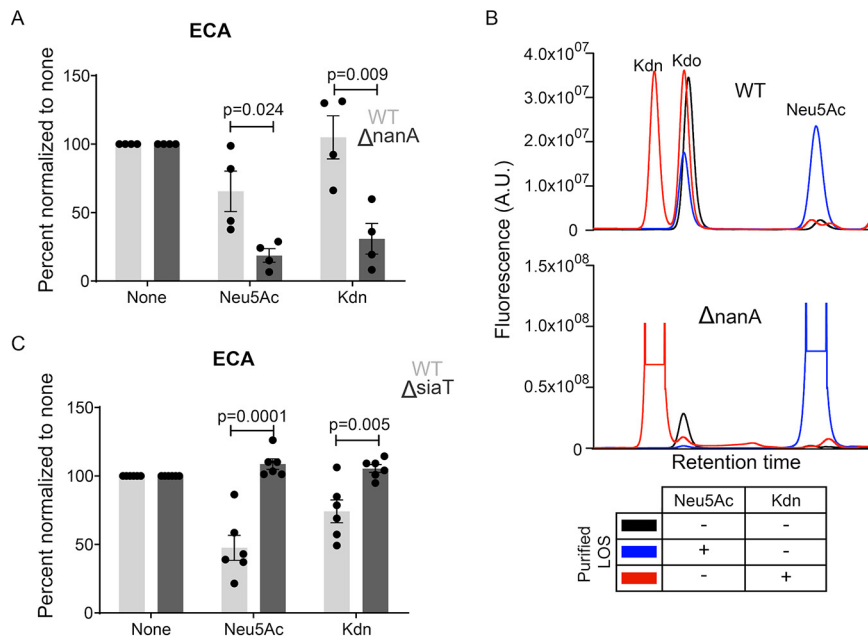 A
ECA
Percent normalized to none
150
100
50
0
p=0.024
p=0.009
WT
ΔnanA
None
Neu5Ac
Kdn
B
Fluorescence (A.U.)
4.0x10⁰⁷
3.0x10⁰⁷
2.0x10⁰⁷
1.0x10⁰⁷
0
Kdn
Kdo
WT
Neu5Ac
1.5x10⁰⁸
1.0x10⁰⁸
0.5x10⁰⁸
0
ΔnanA
Retention time
Neu5Ac Kdn
Purified
LOS
- -
+ -
- +
C
ECA
WT
ΔsiaT
Percent normalized to none
150
100
50
0
p=0.0001
p=0.005
None
Neu5Ac
Kdn